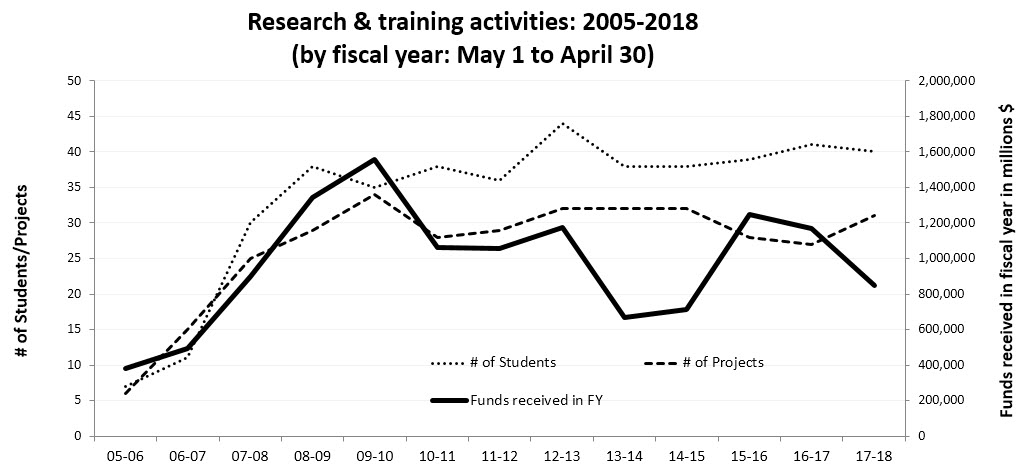 Research & training activities: 2005-2018
(by fiscal year: May 1 to April 30)
# of Students/Projects
50
45
40
35
30
25
20
15
10
5
0
2,000,000
1,800,000
1,600,000
1,400,000
1,200,000
1,000,000
800,000
600,000
400,000
200,000
0
Funds received in fiscal year in millions $
# of Students
# of Projects
Funds received in FY
05-06 06-07 07-08 08-09 09-10 10-11 11-12 12-13 13-14 14-15 15-16 16-17 17-18